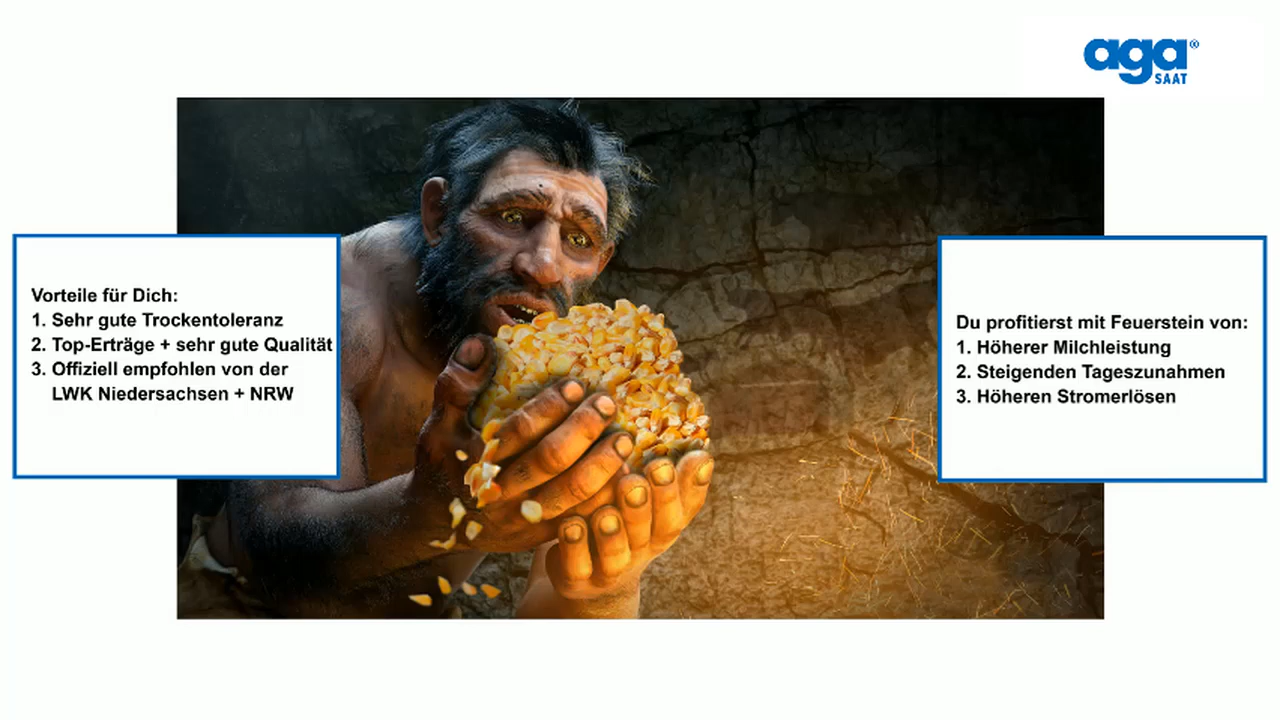 aga®
SAAT
Vorteile für Dich:
1. Sehr gute Trockentoleranz
2. Top-Erträge + sehr gute Qualität
3. Offiziell empfohlen von der
LWK Niedersachsen + NRW
Du profitierst mit Feuerstein von:
1. Höherer Milchleistung
2. Steigenden Tageszunahmen
3. Höheren Stromerlösen